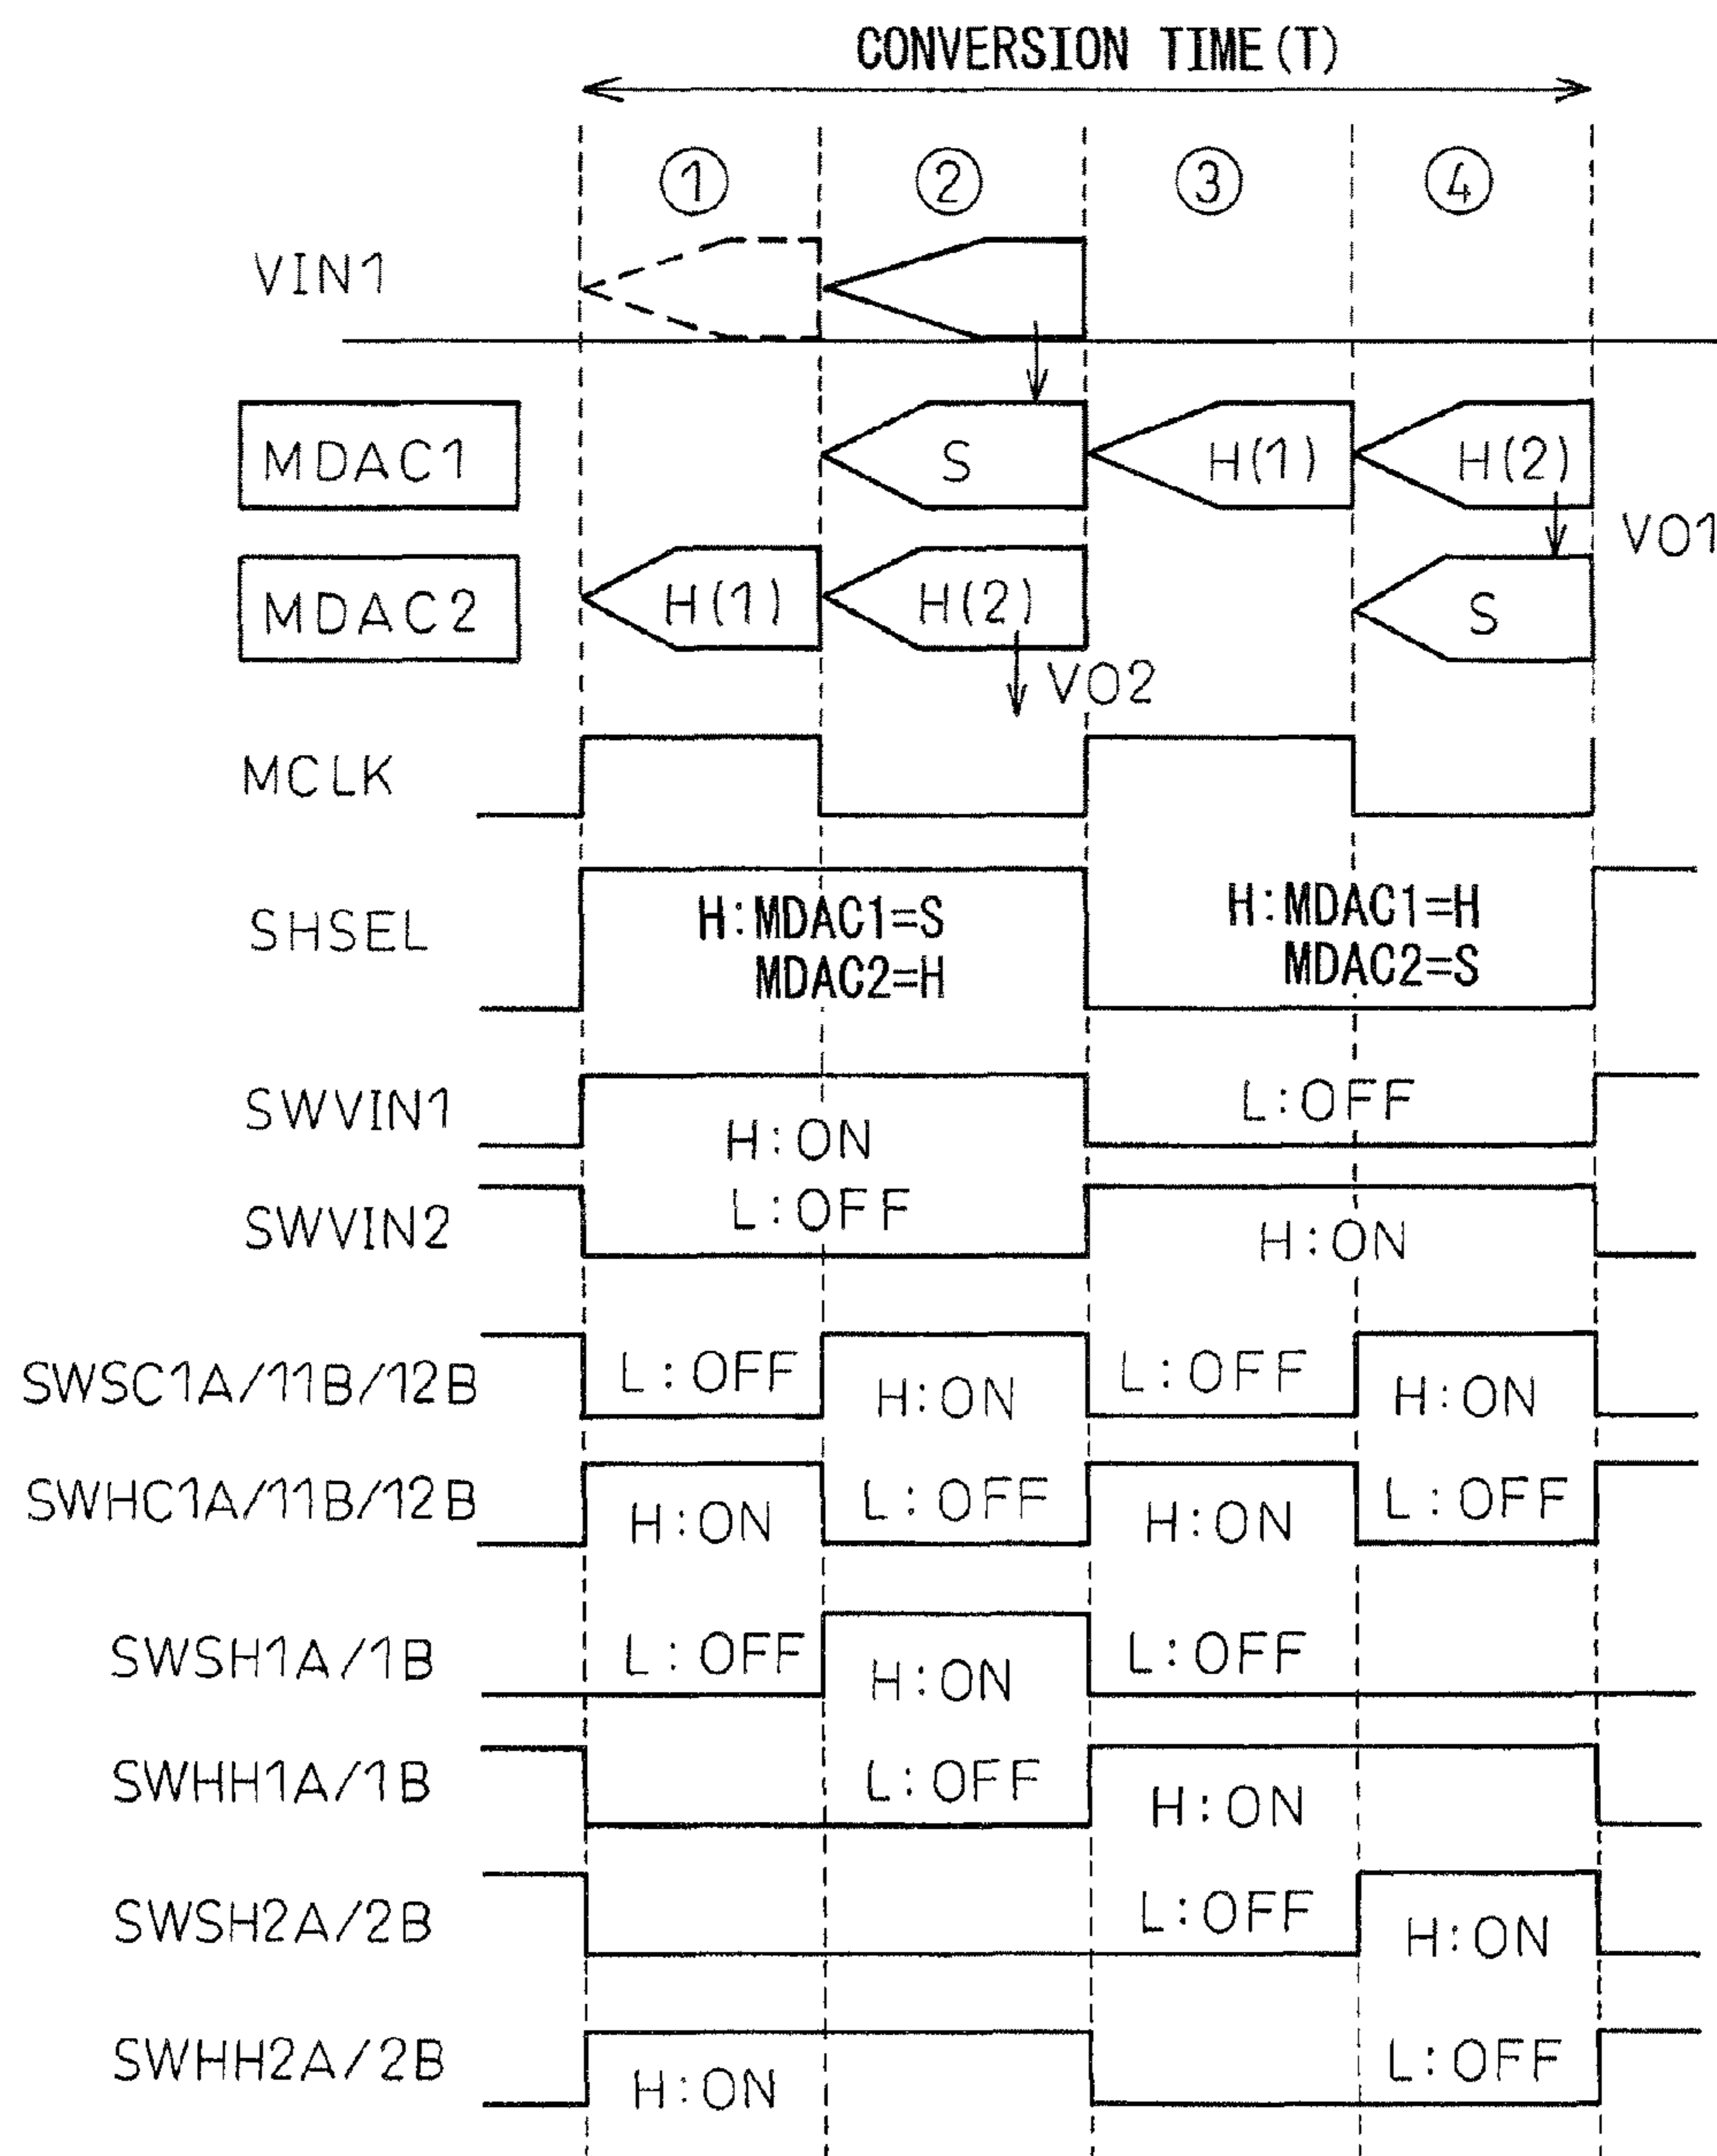 CONVERSION TIME(T)
① ② ③ ④
VIN1
MDAC1 S H(1) H(2)
VO1
MDAC2 H(1) H(2) S
VO2
MCLK
SHSEL H:MDAC1=S H:MDAC1=H
MDAC2=H MDAC2=S
SWVIN1 H:ON L:OFF
SWVIN2 L:OFF H:ON
SWSC1A/11B/12B L:OFF H:ON L:OFF H:ON
SWHC1A/11B/12B H:ON L:OFF H:ON L:OFF
SWSH1A/1B L:OFF H:ON L:OFF
SWHH1A/1B L:OFF H:ON
SWSH2A/2B L:OFF H:ON
SWHH2A/2B H:ON L:OFF